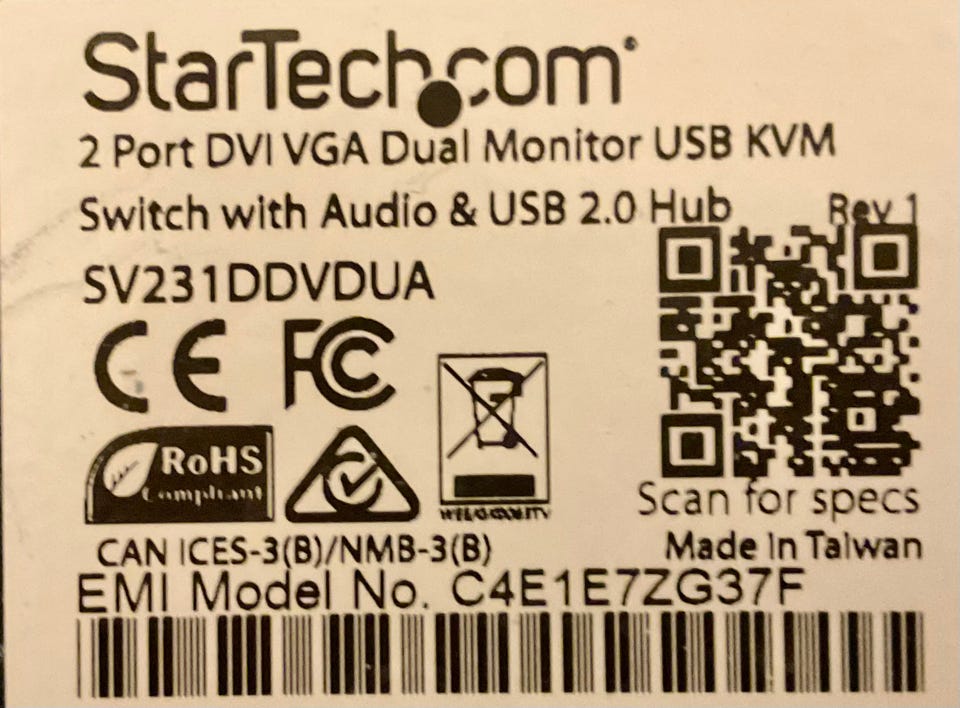 StarTech.com®
2 Port DVI VGA Dual Monitor USB KVM
Switch with Audio & USB 2.0 Hub Rev 1
SV231DDVDUA
CE FC
RoHS
Compliant
Scan for specs
CAN ICES-3(B)/NMB-3(B) Made In Taiwan
EMI Model No. C4E1E7ZG37F